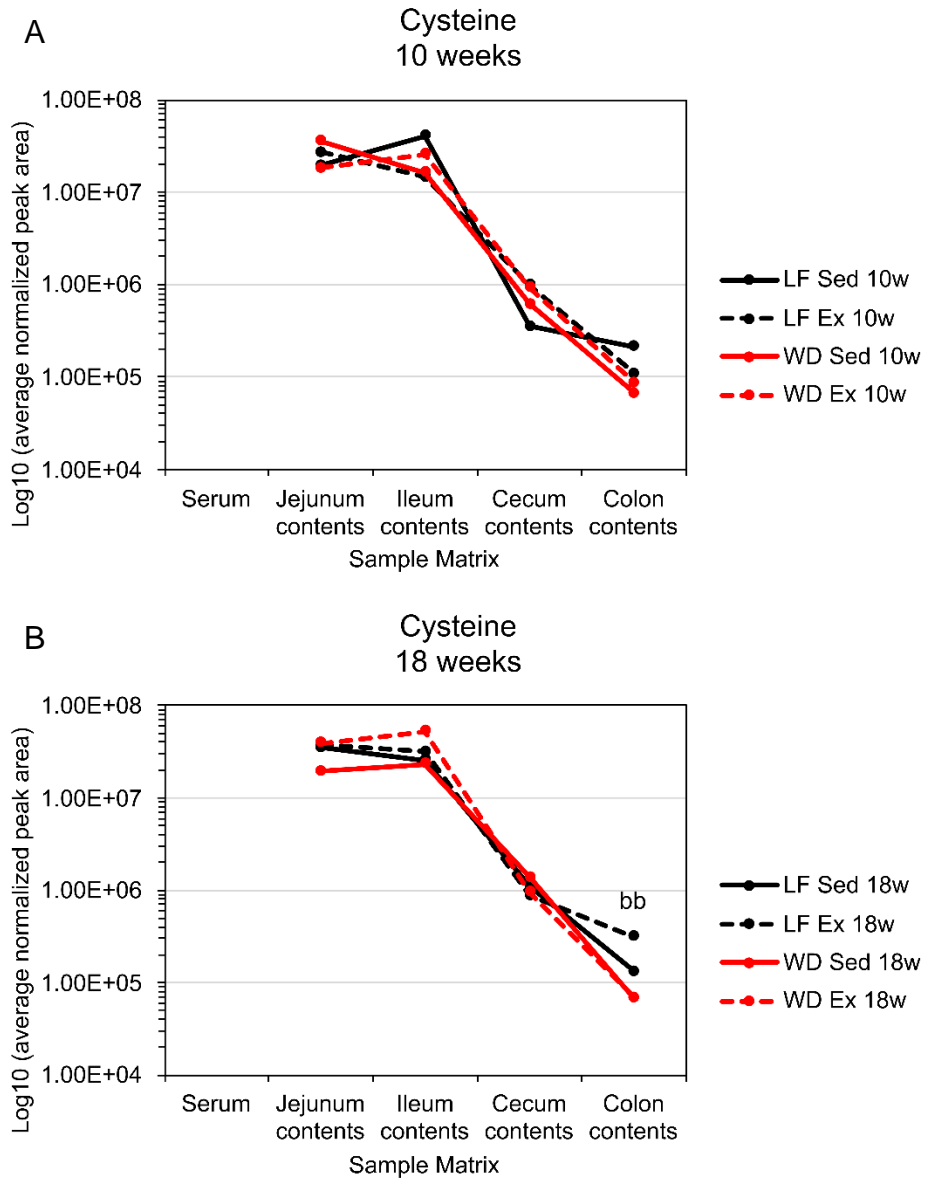 A
Cysteine
10 weeks
1.00E+08
1.00E+07
1.00E+06
1.00E+05
1.00E+04
Log10 (average normalized peak area)
Serum
Jejunum contents
Ileum contents
Cecum contents
Colon contents
Sample Matrix
LF Sed 10w
LF Ex 10w
WD Sed 10w
WD Ex 10w
B
Cysteine
18 weeks
1.00E+08
1.00E+07
1.00E+06
1.00E+05
1.00E+04
Log10 (average normalized peak area)
bb
Serum
Jejunum contents
Ileum contents
Cecum contents
Colon contents
Sample Matrix
LF Sed 18w
LF Ex 18w
WD Sed 18w
WD Ex 18w